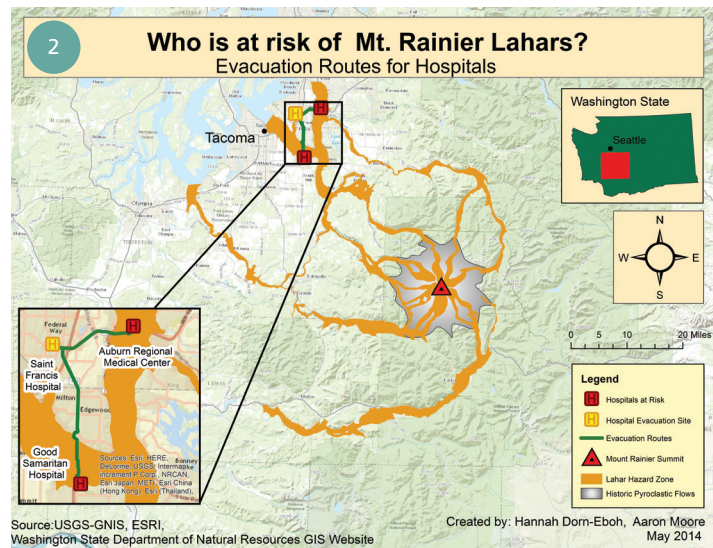 2
Who is at risk of Mt. Rainier Lahars?
Evacuation Routes for Hospitals
Tacoma
Olympia
Washington State
Seattle
N
W
E
S
0 5 10 20 Miles
Federal
Way
Saint
Francis
Hospital
Auburn Regional
Medical Center
Milton
Edgewood
Good
Samaritan
Hospital
Bonney
Sources: Esri, HERE,
DeLorme, USGS, Intermap,
increment P Corp., NRCAN,
Esri Japan, METI, Esri China
(Hong Kong), Esri (Thailand),
Legend
H Hospitals at Risk
H Hospital Evacuation Site
Evacuation Routes
Mount Rainier Summit
Lahar Hazard Zone
Historic Pyroclastic Flows
Source:USGS-GNIS, ESRI,
Washington State Department of Natural Resources GIS Website
Created by: Hannah Dorn-Eboh, Aaron Moore
May 2014